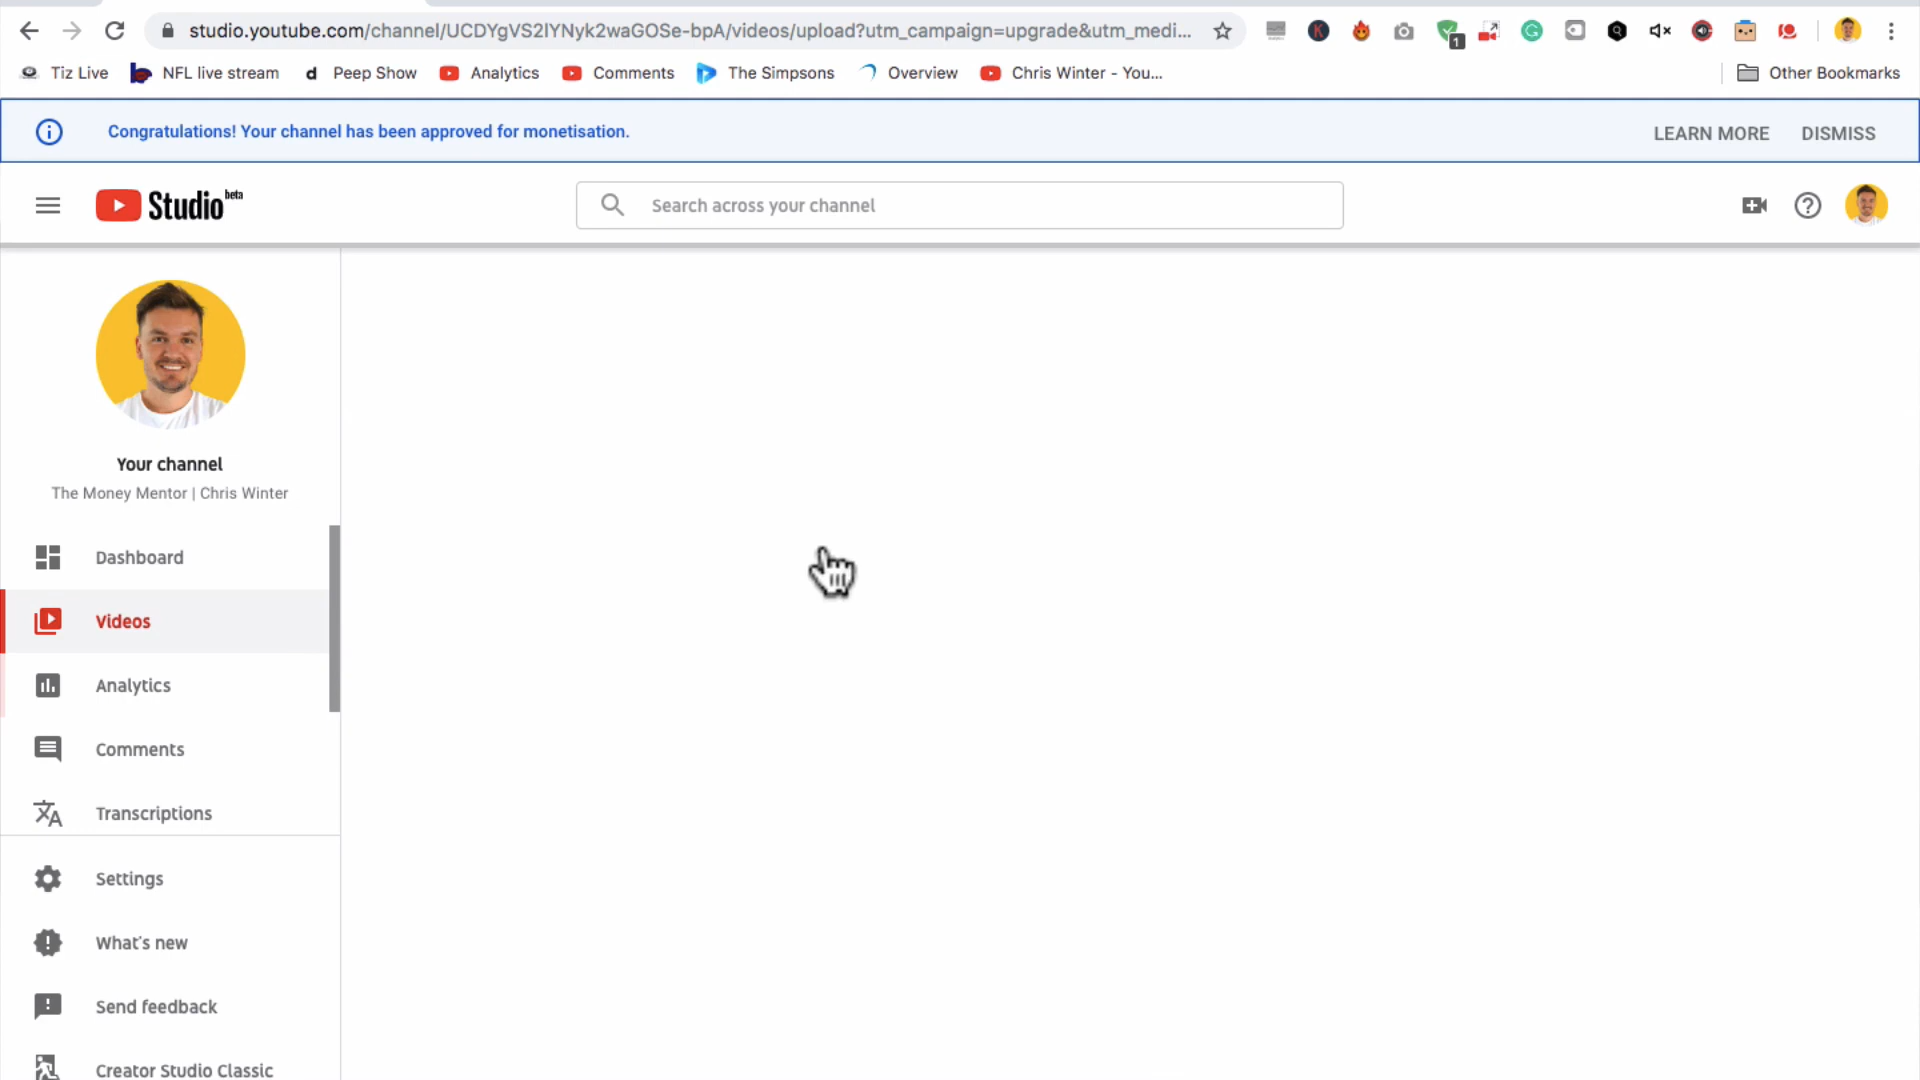 studio.youtube.com/channel/UCDYgVS2lYNyk2waGOSe-bpA/videos/upload?utm_campaign=upgrade&utm_medi...
1
Tiz Live
NFL live stream
d Peep Show
Analytics
Comments
The Simpsons
Overview
Chris Winter - You...
Other Bookmarks
Congratulations! Your channel has been approved for monetisation.
LEARN MORE
DISMISS
Studio beta
Search across your channel
Your channel
The Money Mentor | Chris Winter
Dashboard
Videos
Analytics
Comments
Transcriptions
Settings
What's new
Send feedback
Creator Studio Classic